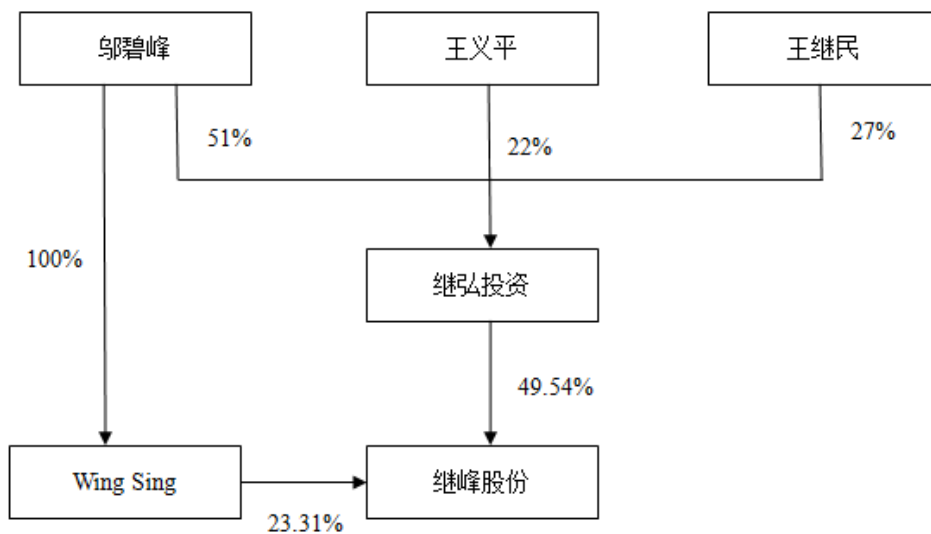 邬碧峰
王义平
王继民
51%
22%
27%
100%
继弘投资
49.54%
Wing Sing
继峰股份
23.31%